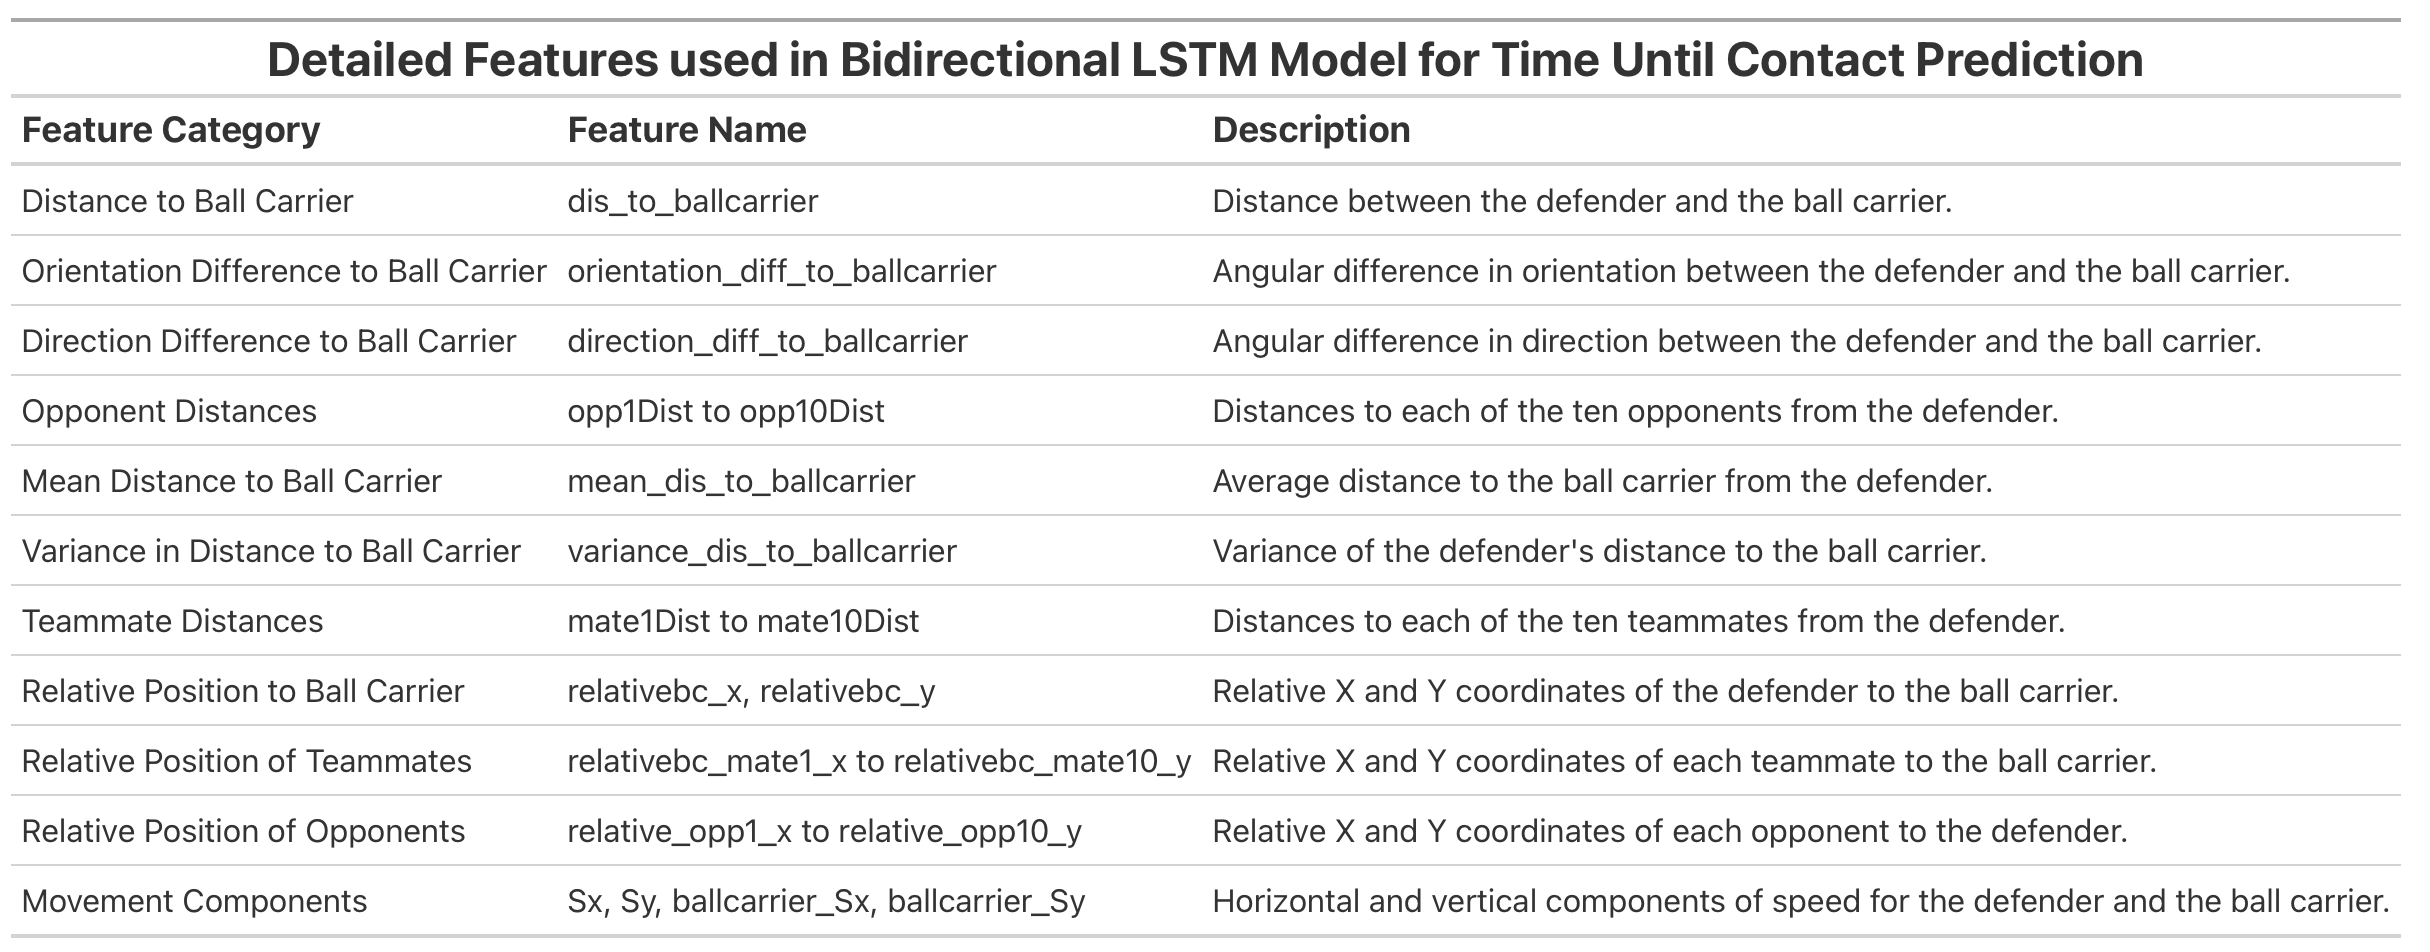 Detailed Features used in Bidirectional LSTM Model for Time Until Contact Prediction
Feature Category Feature Name Description
Distance to Ball Carrier dis_to_ballcarrier Distance between the defender and the ball carrier.
Orientation Difference to Ball Carrier orientation_diff_to_ballcarrier Angular difference in orientation between the defender and the ball carrier.
Direction Difference to Ball Carrier direction_diff_to_ballcarrier Angular difference in direction between the defender and the ball carrier.
Opponent Distances opp1Dist to opp10Dist Distances to each of the ten opponents from the defender.
Mean Distance to Ball Carrier mean_dis_to_ballcarrier Average distance to the ball carrier from the defender.
Variance in Distance to Ball Carrier variance_dis_to_ballcarrier Variance of the defender's distance to the ball carrier.
Teammate Distances mate1Dist to mate10Dist Distances to each of the ten teammates from the defender.
Relative Position to Ball Carrier relativebc_x, relativebc_y Relative X and Y coordinates of the defender to the ball carrier.
Relative Position of Teammates relativebc_mate1_x to relativebc_mate10_y Relative X and Y coordinates of each teammate to the ball carrier.
Relative Position of Opponents relative_opp1_x to relative_opp10_y Relative X and Y coordinates of each opponent to the defender.
Movement Components Sx, Sy, ballcarrier_Sx, ballcarrier_Sy Horizontal and vertical components of speed for the defender and the ball carrier.